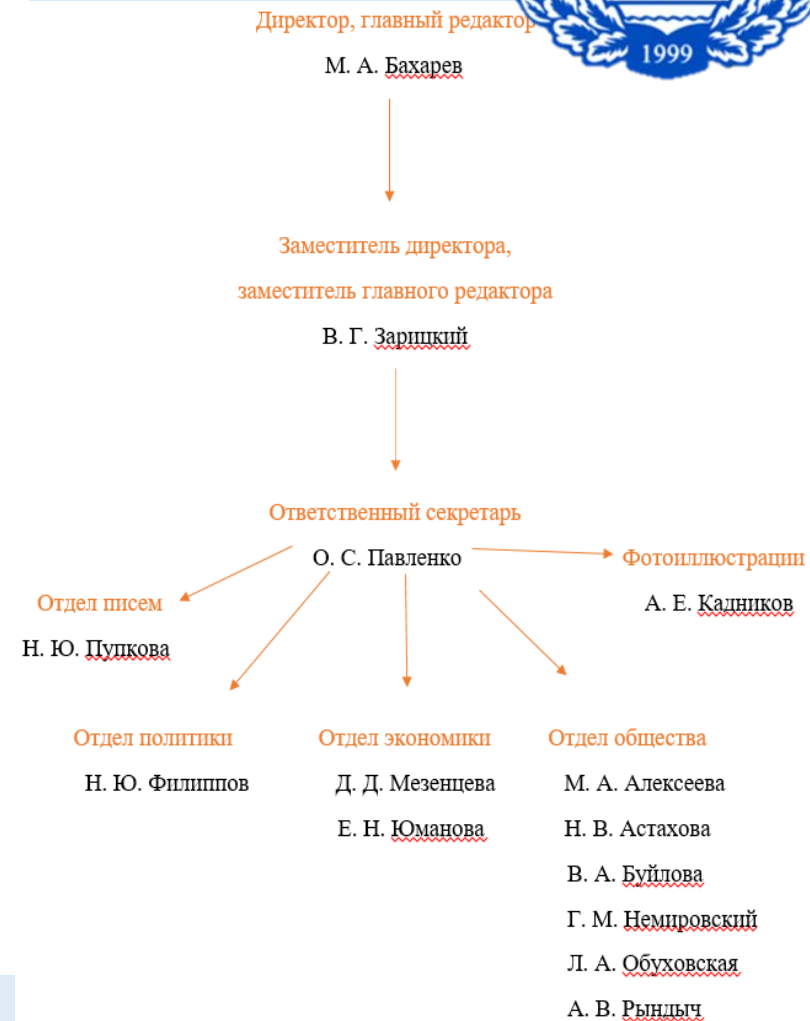 Директор, главный редактор
1999
М. А. Бахарев
Заместитель директора,
заместитель главного редактора
В. Г. Зарицкий
Ответственный секретарь
О. С. Павленко
Фотоиллюстрации
А. Е. Кадников
Отдел писем
Н. Ю. Пупкова
Отдел политики
Н. Ю. Филиппов
Отдел экономики
Д. Д. Мезенцева
Е. Н. Юманова
Отдел общества
М. А. Алексеева
Н. В. Астахова
В. А. Буйлова
Г. М. Немировский
Л. А. Обуховская
А. В. Рындыч